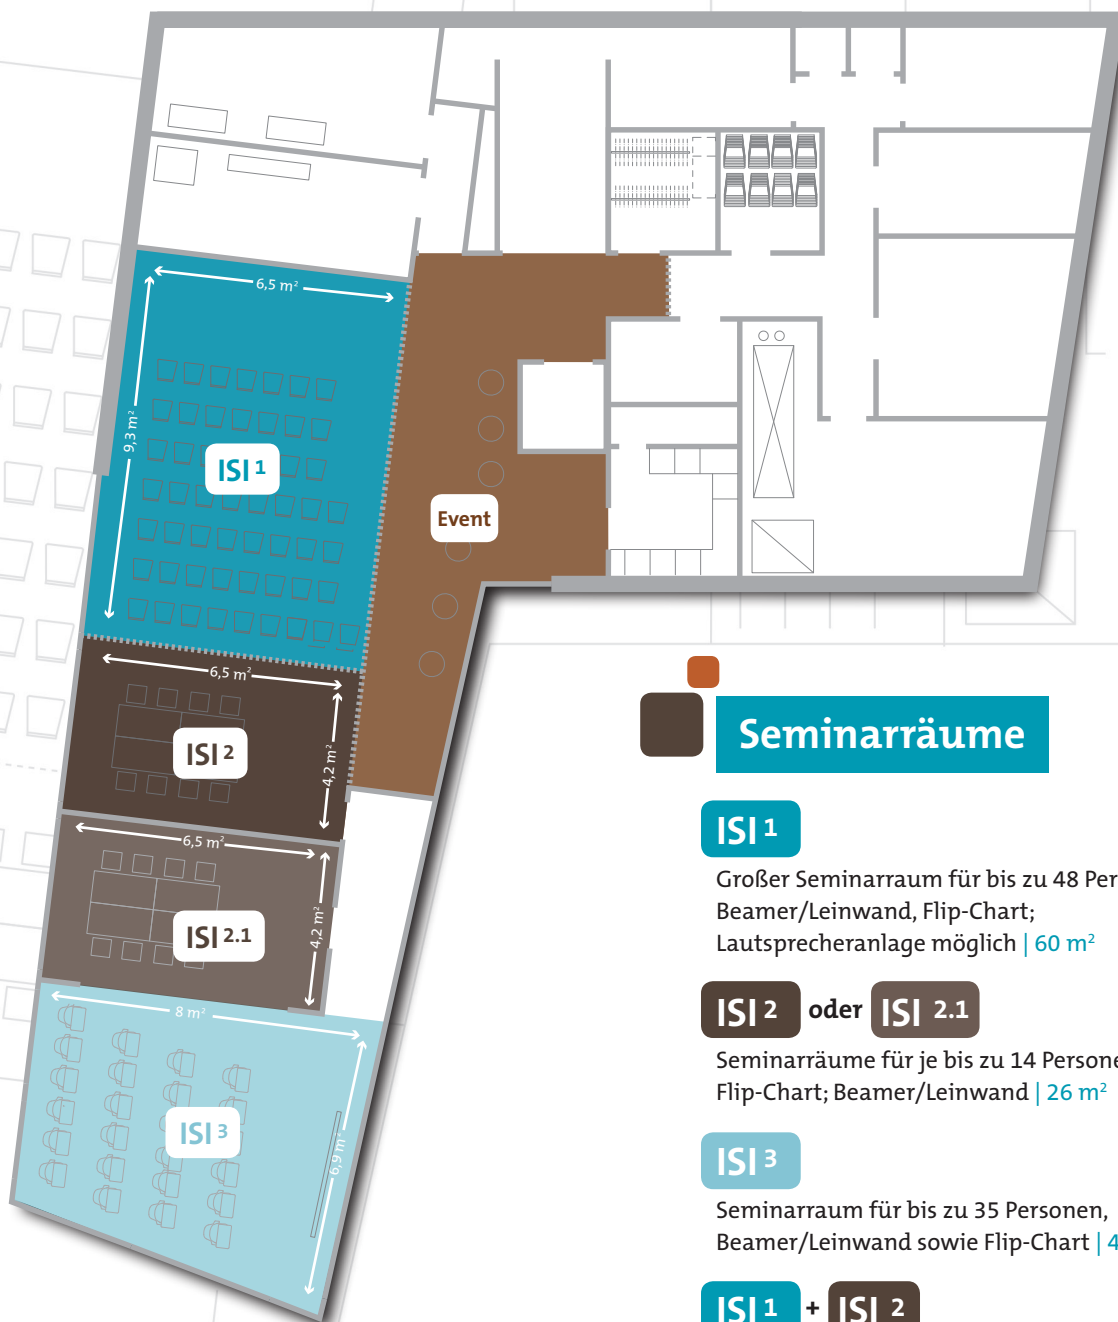 6,5 m²
9,3 m²
ISI 1
Event
6,5 m²
ISI 2
4,2 m²
6,5 m²
ISI 2.1
4,2 m²
8 m²
ISI 3
6,9 m²
Seminarräume
ISI 1
Großer Seminarraum für bis zu 48 Per
Beamer/Leinwand, Flip-Chart;
Lautsprecheranlage möglich | 60 m²
ISI 2 oder ISI 2.1
Seminarräume für je bis zu 14 Persone
Flip-Chart; Beamer/Leinwand | 26 m²
ISI 3
Seminarraum für bis zu 35 Personen,
Beamer/Leinwand sowie Flip-Chart | 4
ISI 1 + ISI 2